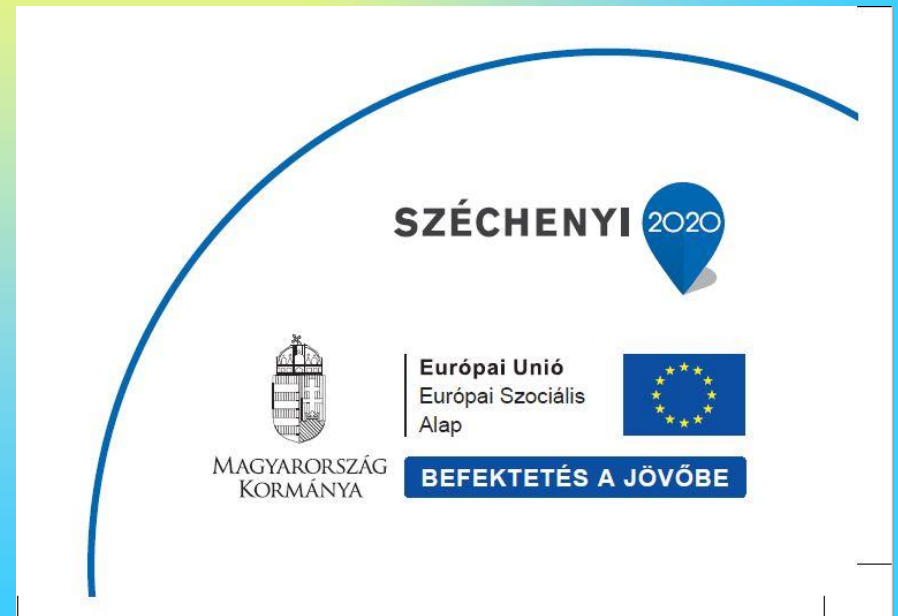 SZÉCHENYI 2020
Európai Unió
Európai Szociális
Alap
MAGYARORSZÁG
KORMÁNYA
BEFEKTETÉS A JÖVŐBE